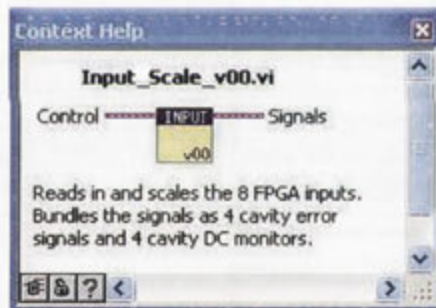 Context Help
Input_Scale_v00.vi
Control INPUT Signals
v00
Reads in and scales the 8 FPGA inputs.
Bundles the signals as 4 cavity error
signals and 4 cavity DC monitors.
?